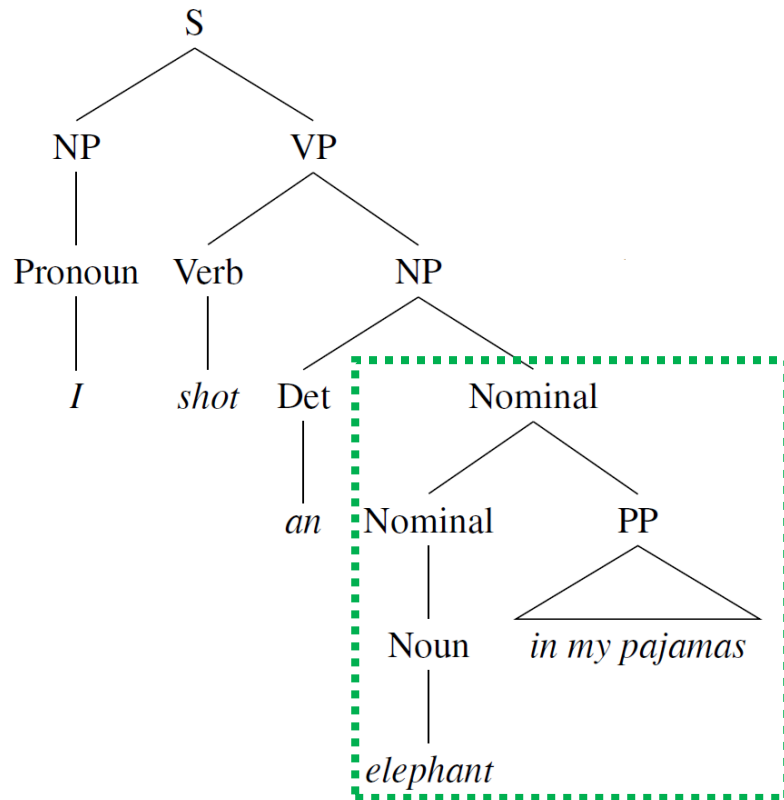 S
NP VP
Pronoun Verb NP
I shot Det Nominal
an Nominal PP
Noun in my pajamas
elephant